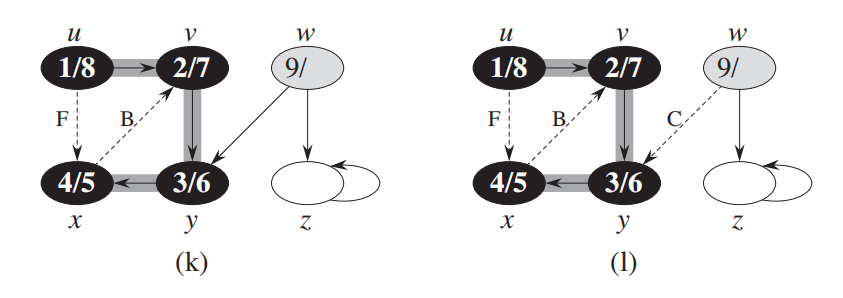 u v w u v w
1/8 2/7 9/ 1/8 2/7 9/
F B F B C
4/5 3/6 4/5 3/6
x y z x y z
(k) (l)